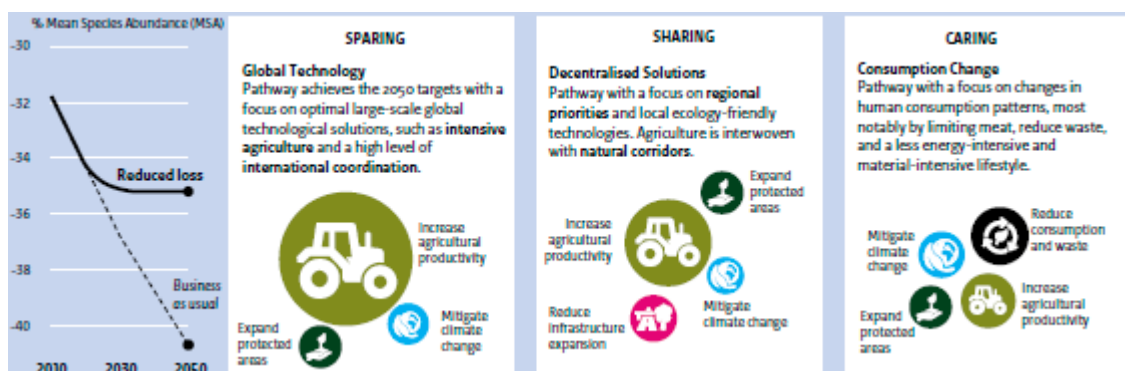 % Mean Species Abundance (MSA)
-30
-32
-34
-36
-38
-40
Reduced loss
Business
as usual
2010
2030
2050
SPARING
Global Technology
Pathway achieves the 2050 targets with a
focus on optimal large-scale global
technological solutions, such as intensive
agriculture and a high level of
international coordination.
Increase
agricultural
productivity
Mitigate
climate
change
Expand
protected
areas
SHARING
Decentralised Solutions
Pathway with a focus on regional
priorities and local ecology-friendly
technologies. Agriculture is interwoven
with natural corridors.
Expand
protected
areas
Increase
agricultural
productivity
Mitigate
climate change
Reduce
infrastructure
expansion
CARING
Consumption Change
Pathway with a focus on changes in
human consumption patterns, most
notably by limiting meat, reduce waste,
and a less energy-intensive and
material-intensive lifestyle.
Reduce
consumption
and waste
Mitigate
climate
change
Increase
agricultural
productivity
Expand
protected
areas